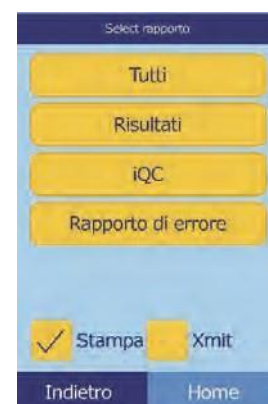 Select rapporto
Tutti
Risultati
iQC
Rapporto di errore
Stampa Xmit
Indietro Home